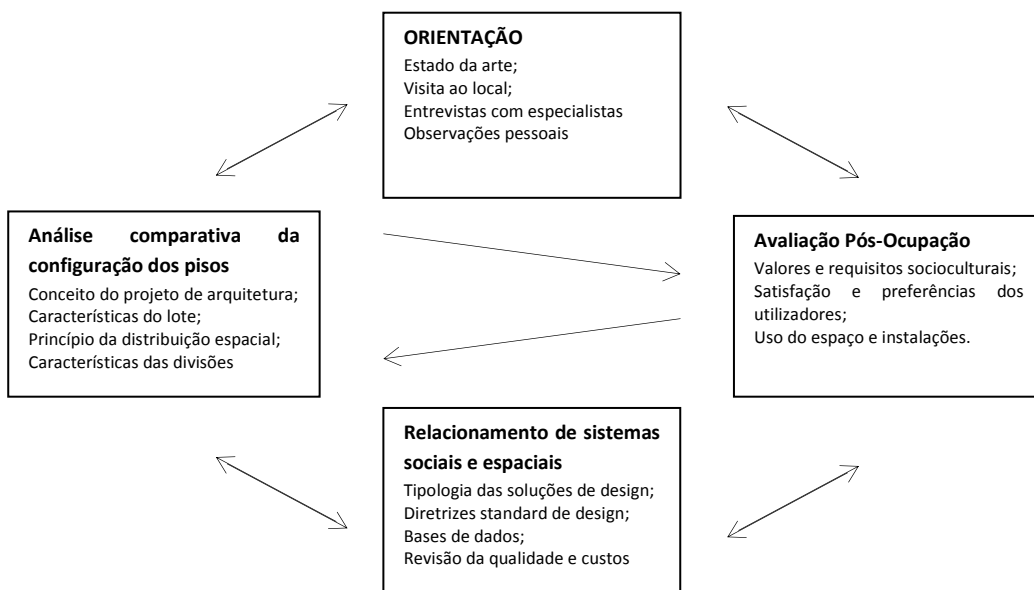 ORIENTAÇÃO
Estado da arte;
Visita ao local;
Entrevistas com especialistas
Observações pessoais
Análise comparativa da
configuração dos pisos
Conceito do projeto de arquitetura;
Características do lote;
Princípio da distribuição espacial;
Características das divisões
Avaliação Pós-Ocupação
Valores e requisitos socioculturais;
Satisfação e preferências dos
utilizadores;
Uso do espaço e instalações.
Relacionamento de sistemas
sociais e espaciais
Tipologia das soluções de design;
Diretrizes standard de design;
Bases de dados;
Revisão da qualidade e custos